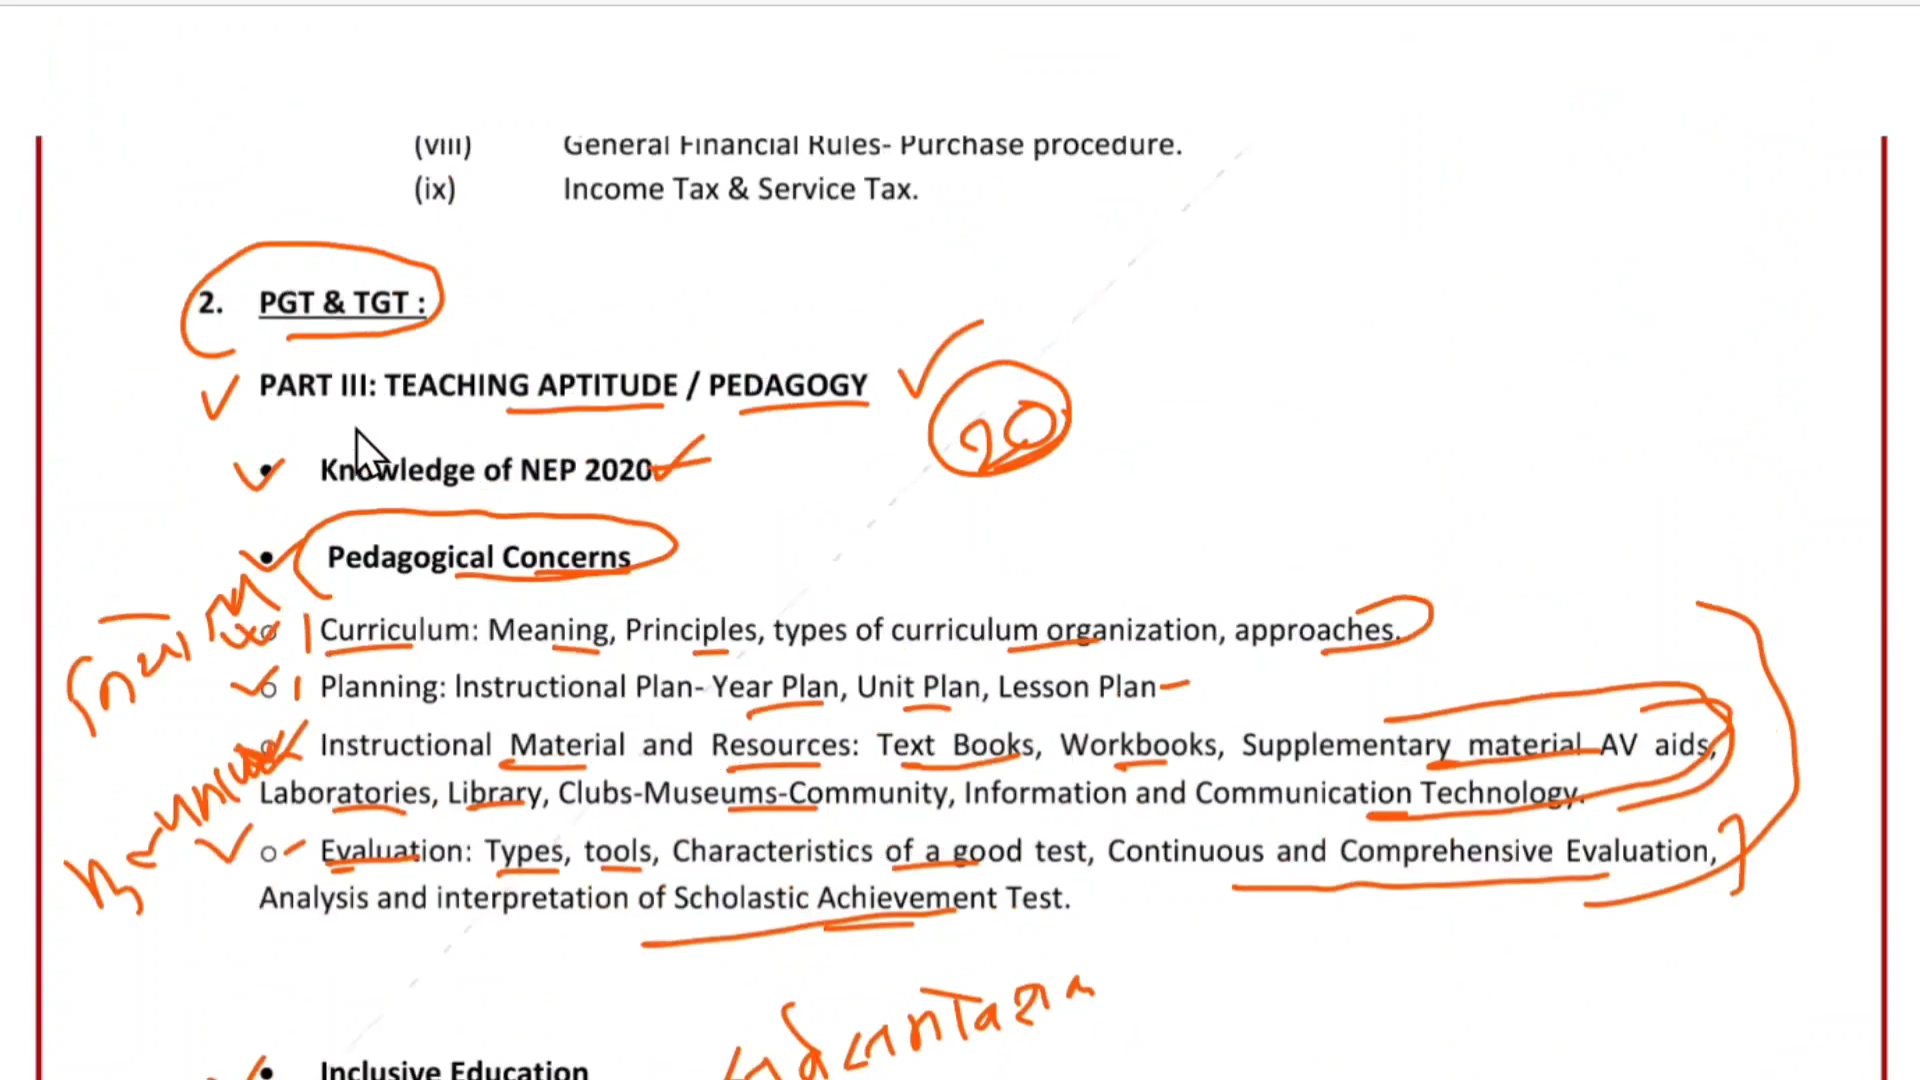 (viii) General Financial Rules- Purchase procedure.
(ix) Income Tax & Service Tax.
2. PGT & TGT :
PART III: TEACHING APTITUDE / PEDAGOGY
20
• Knowledge of NEP 2020
• Pedagogical Concerns
o Curriculum: Meaning, Principles, types of curriculum organization, approaches.
o Planning: Instructional Plan- Year Plan, Unit Plan, Lesson Plan
o Instructional Material and Resources: Text Books, Workbooks, Supplementary material AV aids,
Laboratories, Library, Clubs-Museums-Community, Information and Communication Technology.
o Evaluation: Types, tools, Characteristics of a good test, Continuous and Comprehensive Evaluation,
Analysis and interpretation of Scholastic Achievement Test.
• Inclusive Education